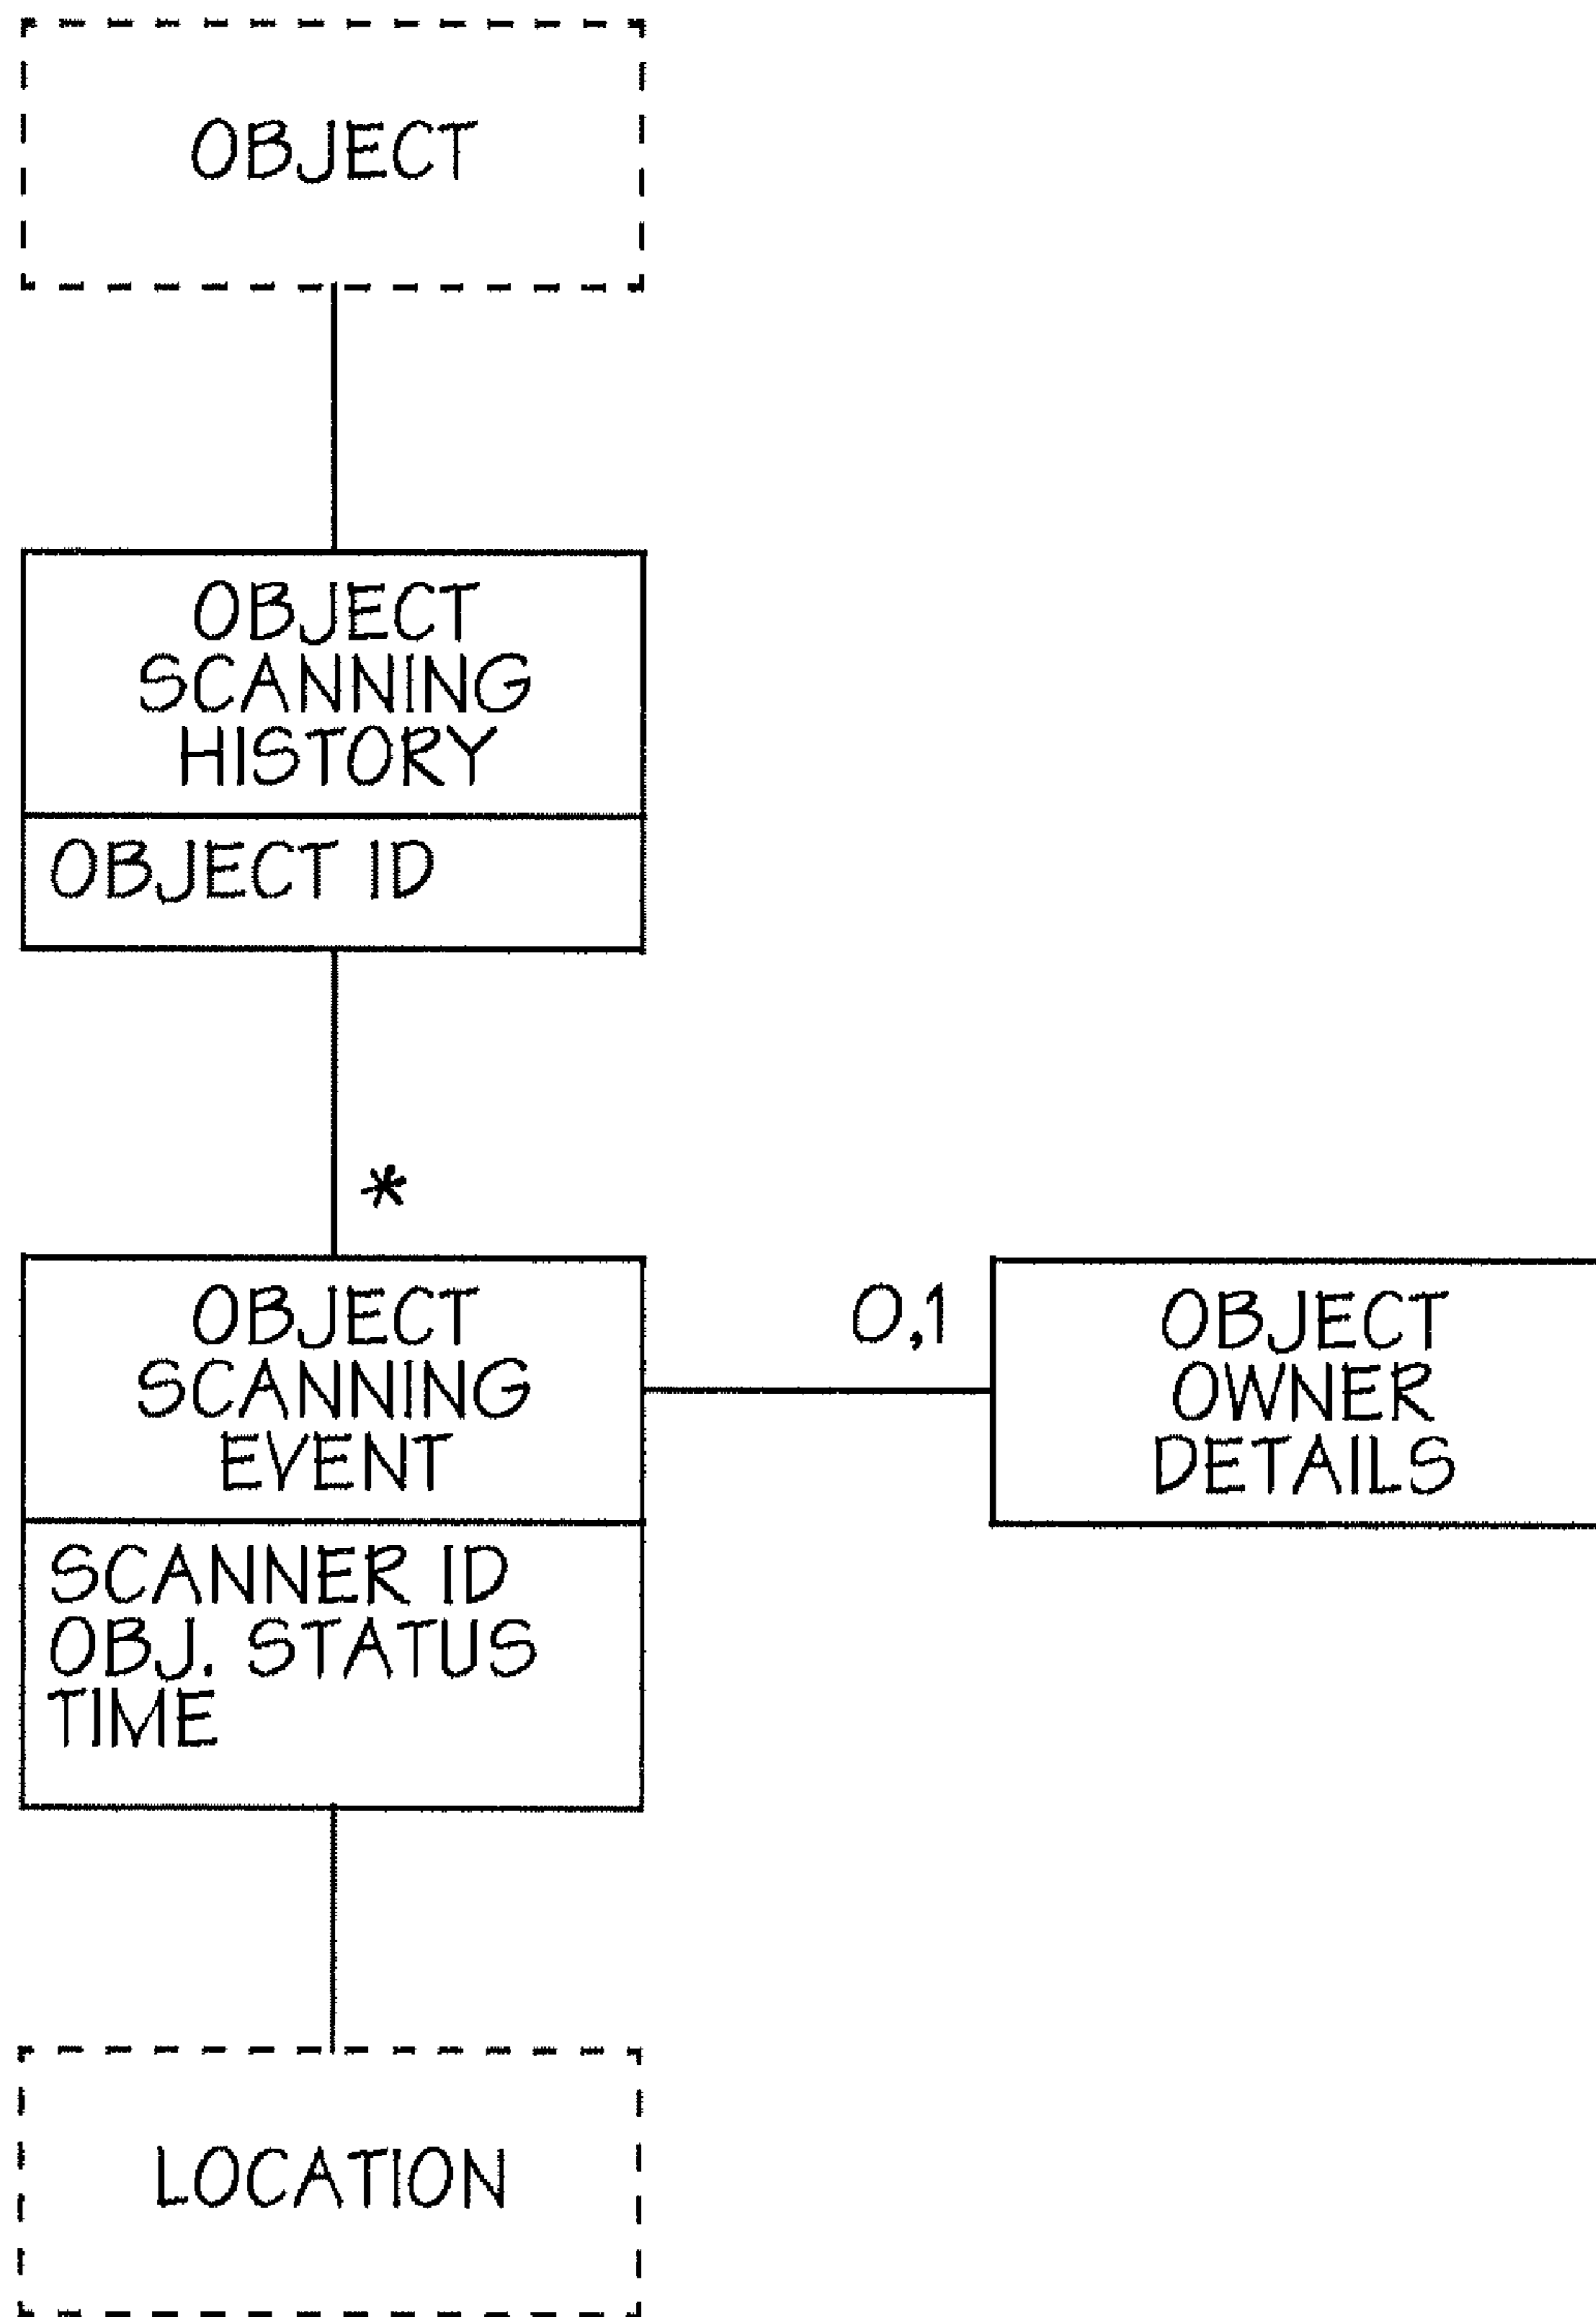 OBJECT
OBJECT
SCANNING
HISTORY
OBJECT ID
*
OBJECT
SCANNING
EVENT
SCANNER ID
OBJ. STATUS
TIME
0,1
OBJECT
OWNER
DETAILS
LOCATION